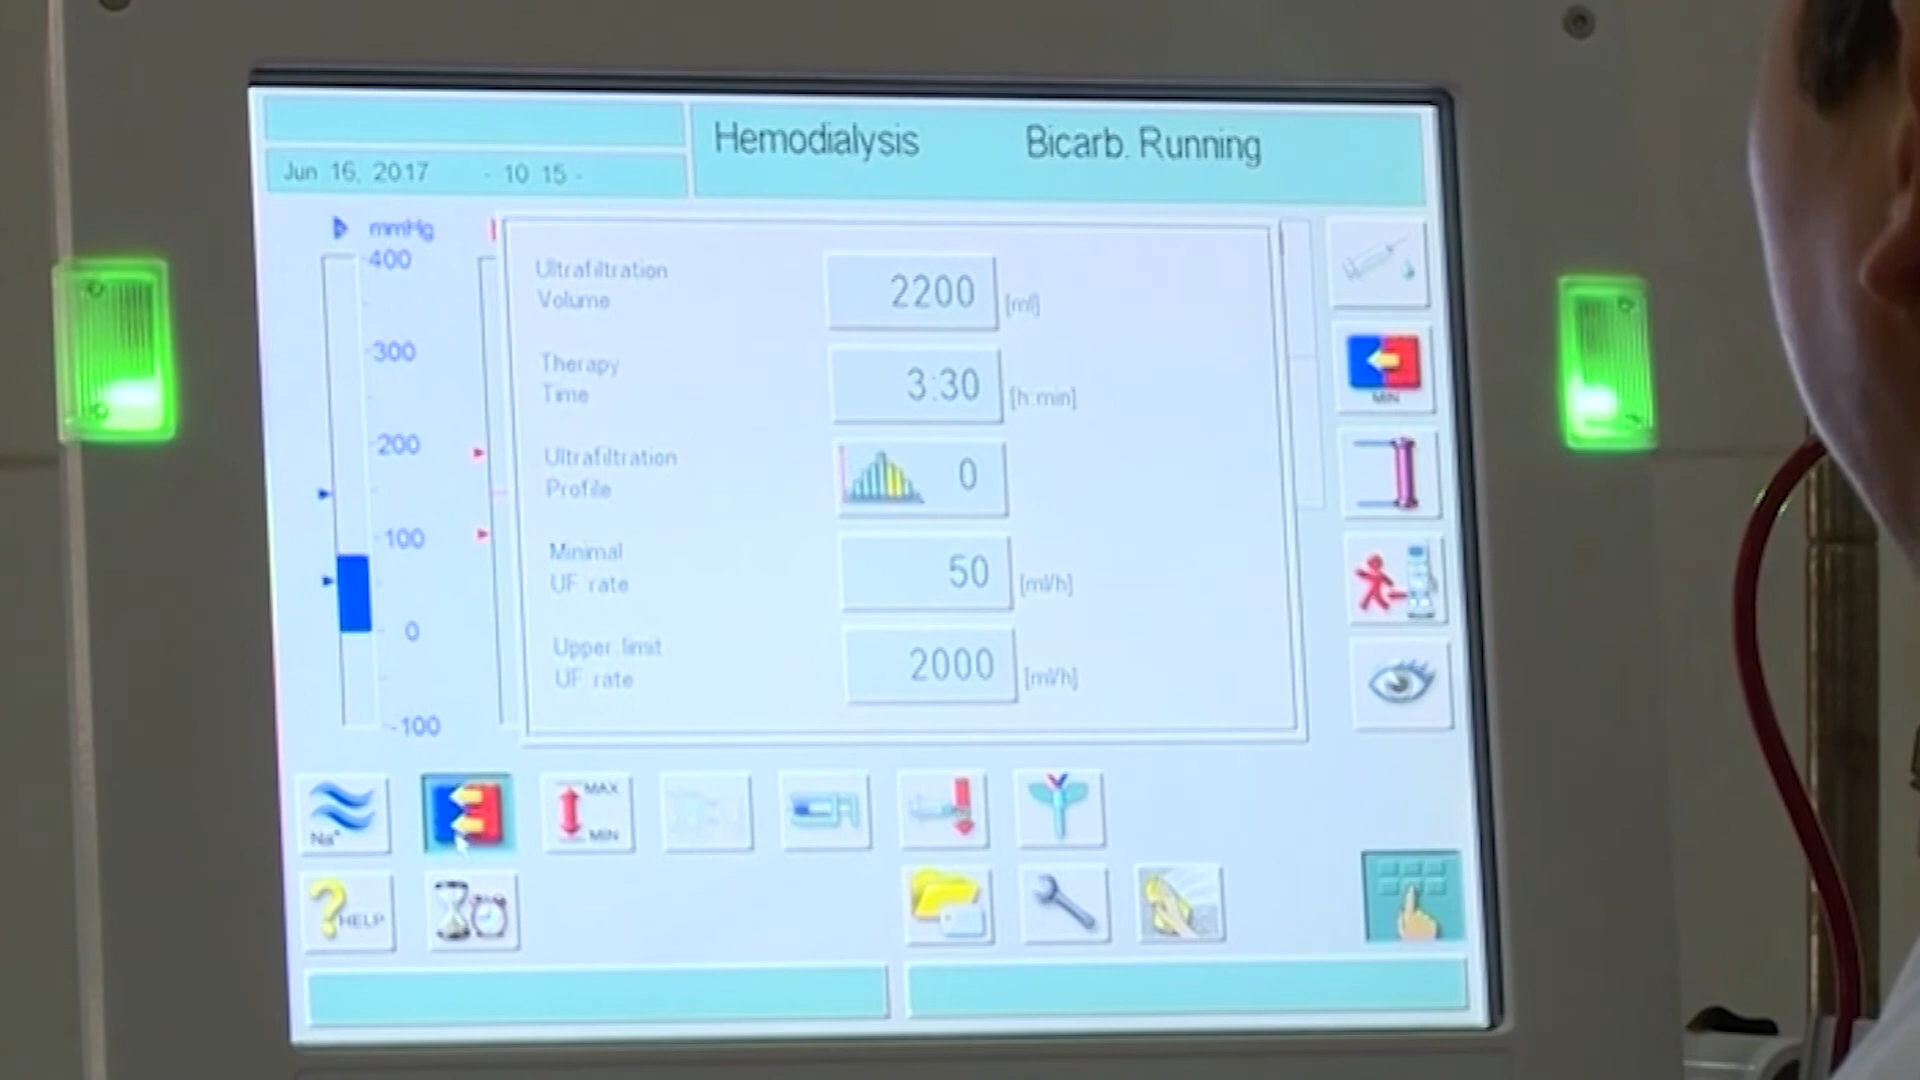 Hemodialysis Bicarb. Running
Jun 16, 2017 - 10 15 -
mmHg
400
300
200
100
0
-100
Ultrafiltration
Volume
2200 [ml]
Therapy
Time
3:30 [h:min]
Ultrafiltration
Profile
0
Minimal
UF rate
50 [ml/h]
Upper limit
UF rate
2000 [ml/h]
MIN
Na+
MAX
MIN
? HELP